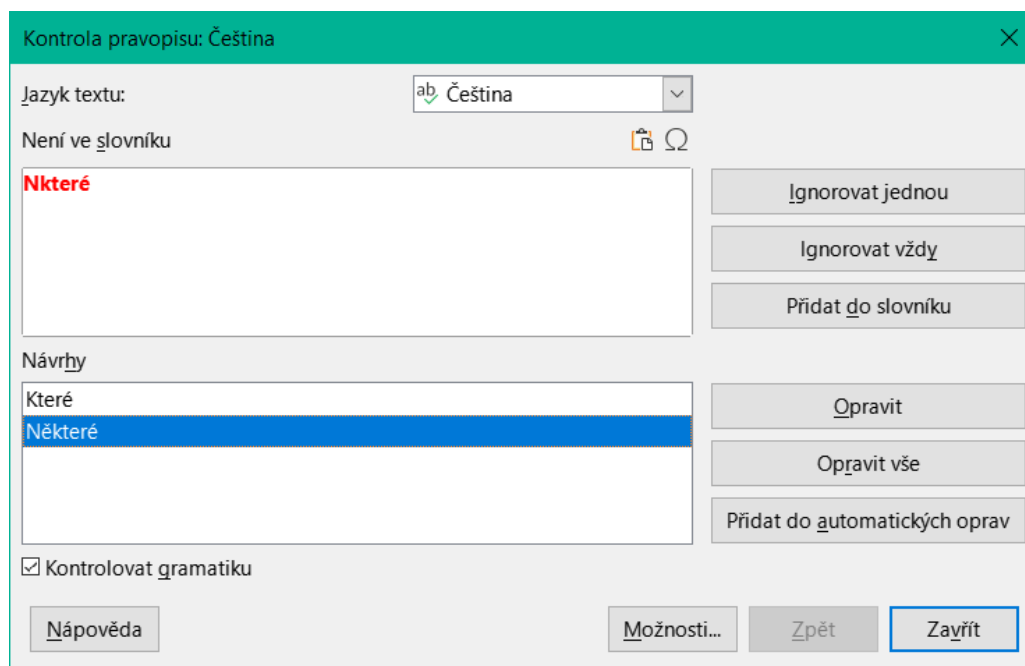 Kontrola pravopisu: Čeština
Jazyk textu:
Čeština
Není ve slovníku
Nkteré
Ignorovat jednou
Ignorovat vždy
Přidat do slovníku
Návrhy
Které
Některé
Opravit
Opravit vše
Přidat do automatických oprav
Kontrolovat gramatiku
Nápověda
Možnosti...
Zpět
Zavřít